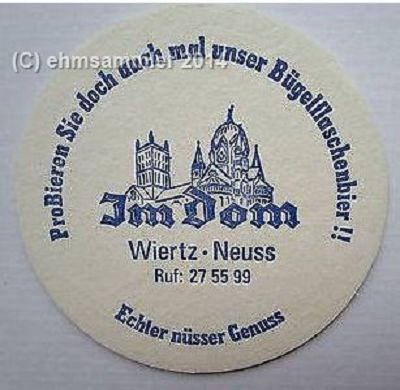 (C) ehmsammler 2014
ProBieren Sie doch auch mal unser Bügelflaschenbier !!
Im Dom
Wiertz · Neuss
Ruf: 27 55 99
Echler nüsser Genuss